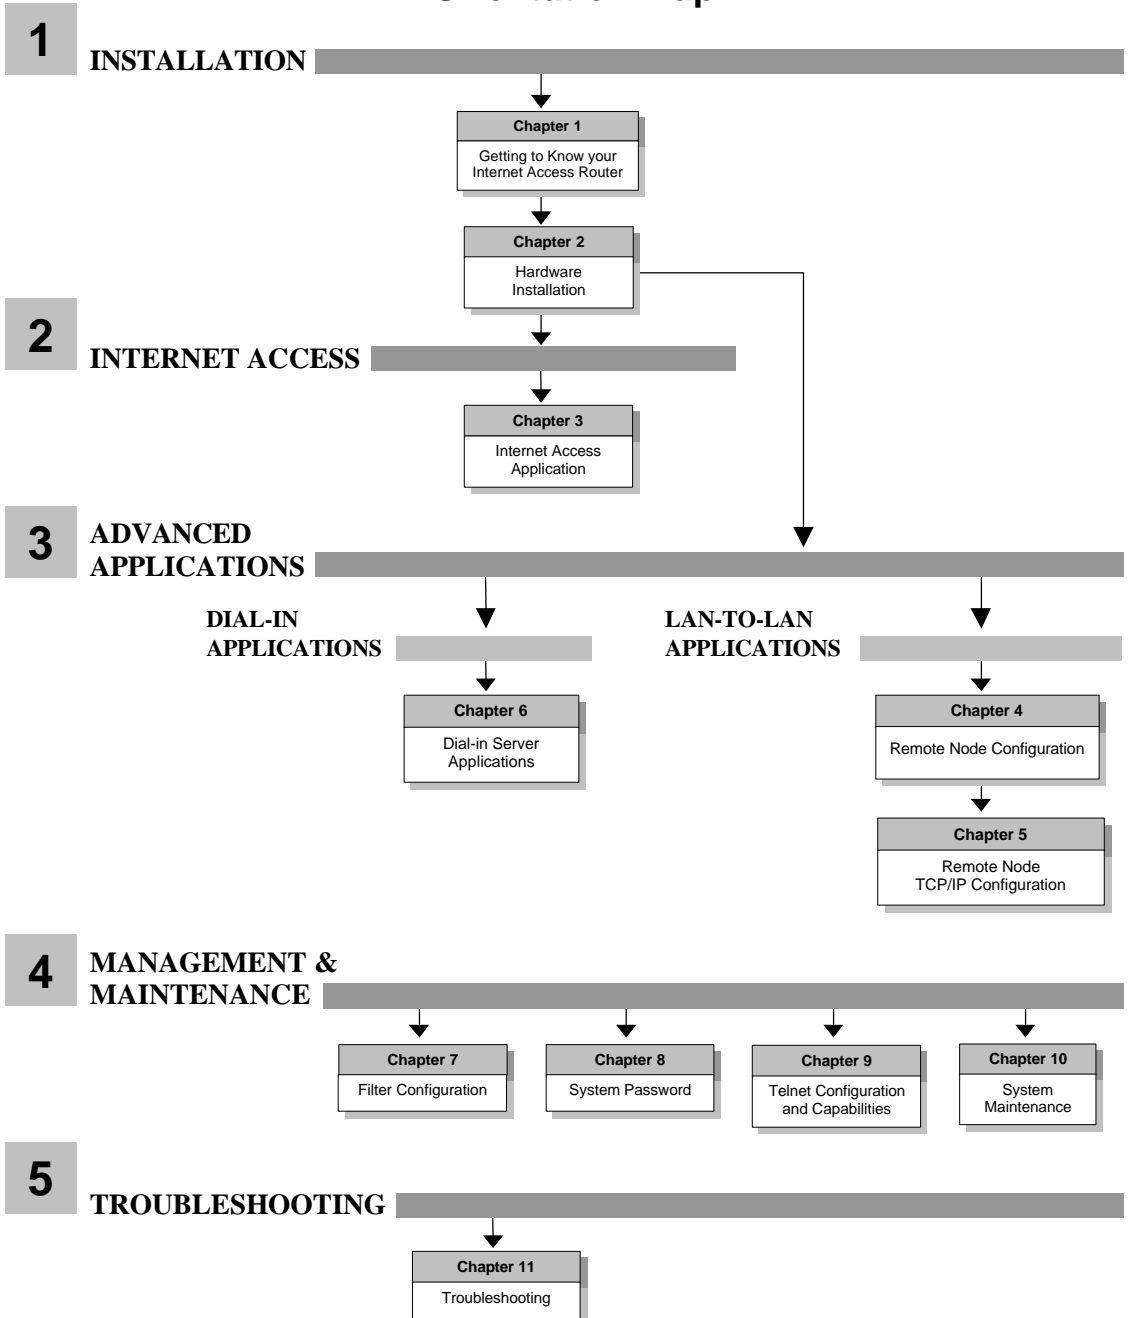 1
INSTALLATION
Chapter 1
Getting to Know your
Internet Access Router
Chapter 2
Hardware
Installation
2
INTERNET ACCESS
Chapter 3
Internet Access
Application
3
ADVANCED
APPLICATIONS
DIAL-IN
APPLICATIONS
LAN-TO-LAN
APPLICATIONS
Chapter 6
Dial-in Server
Applications
Chapter 4
Remote Node Configuration
Chapter 5
Remote Node
TCP/IP Configuration
4
MANAGEMENT &
MAINTENANCE
Chapter 7
Filter Configuration
Chapter 8
System Password
Chapter 9
Telnet Configuration
and Capabilities
Chapter 10
System
Maintenance
5
TROUBLESHOOTING
Chapter 11
Troubleshooting